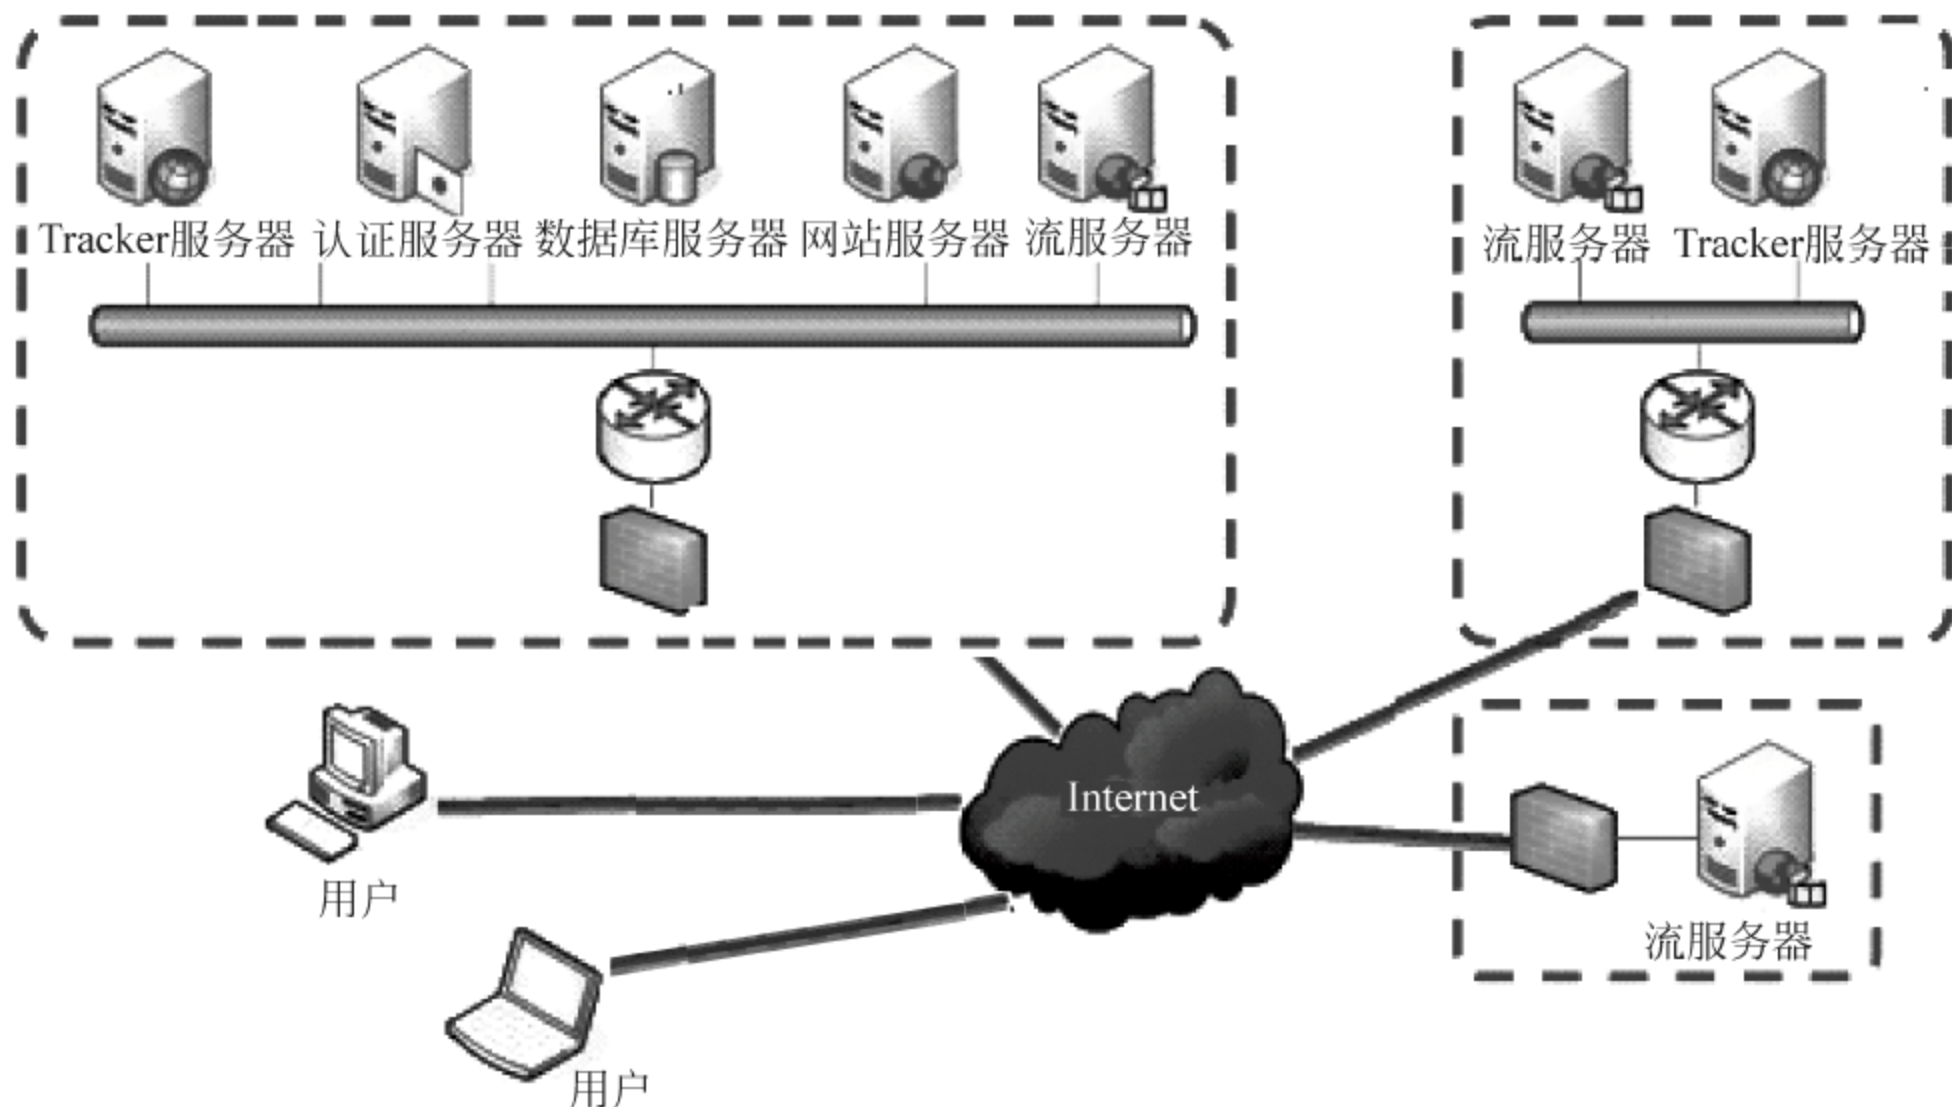 Tracker服务器 认证服务器 数据库服务器 网站服务器 流服务器
流服务器 Tracker服务器
Internet
用户
流服务器
用户